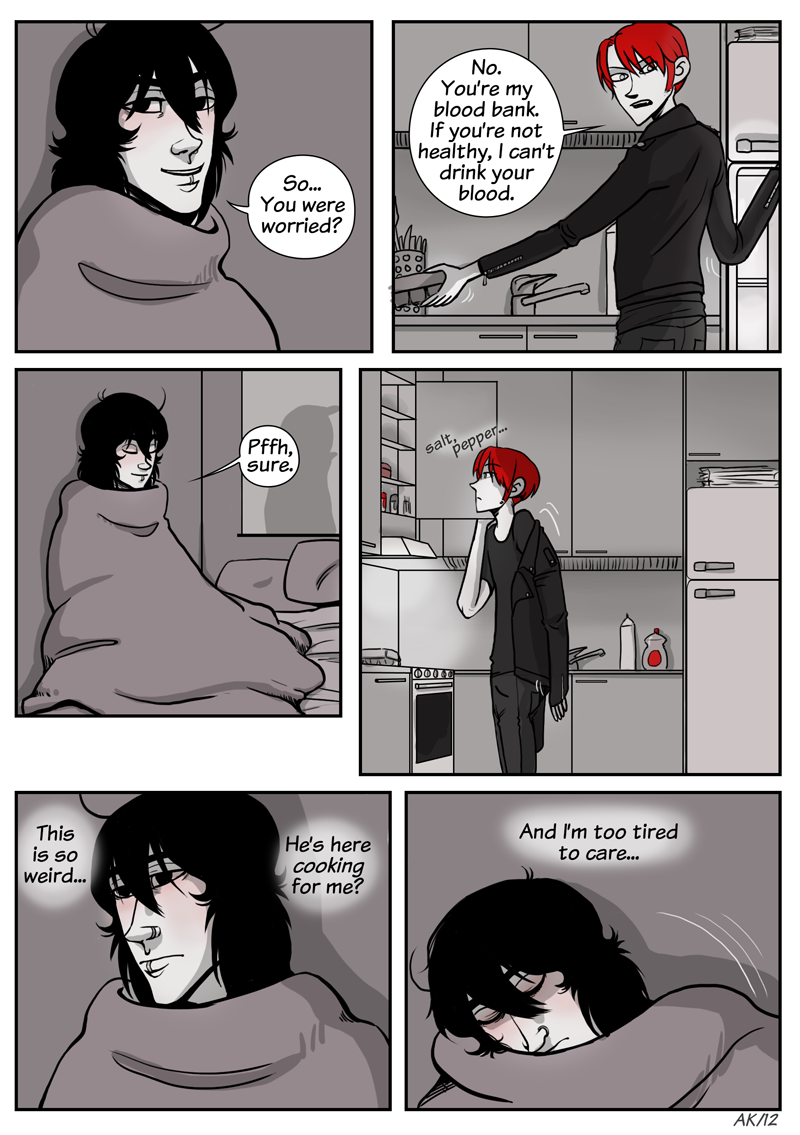 So...
You were
worried?
No.
You're my
blood bank.
If you're not
healthy, I can't
drink your
blood.
Pffh,
sure.
salt,
pepper...
This
is so
weird...
He's here
cooking
for me?
And I'm too tired
to care...
AK/12